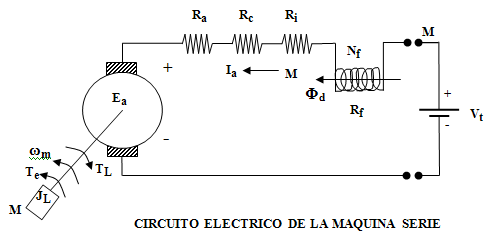 Ra Rc Ri
Nf
M
Ia M
Φd
Rf
+
Ea
-
+
Vt
-
ωm
Te
TL
JL
M
CIRCUITO ELECTRICO DE LA MAQUINA SERIE